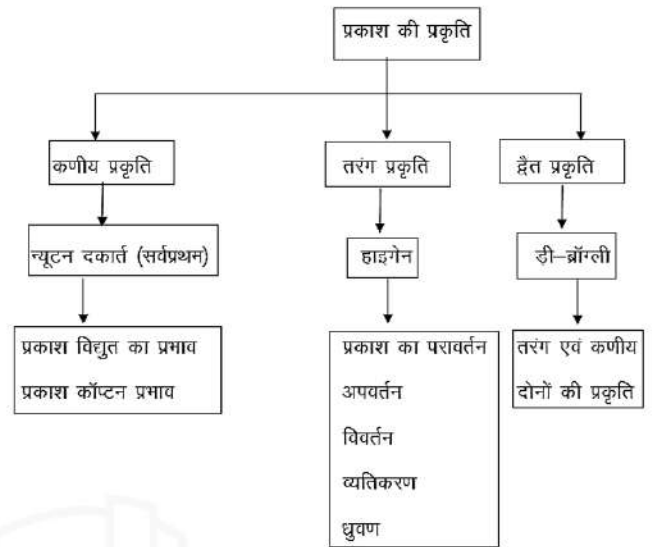 प्रकाश की प्रकृति
कणीय प्रकृति
तरंग प्रकृति
द्वैत प्रकृति
न्यूटन दकार्त (सर्वप्रथम)
हाइगेन
ड़ी–ब्रॉग्ली
प्रकाश विद्युत का प्रभाव
प्रकाश कॉप्टन प्रभाव
प्रकाश का परावर्तन
अपवर्तन
विवर्तन
व्यतिकरण
ध्रुवण
तरंग एवं कणीय
दोनों की प्रकृति